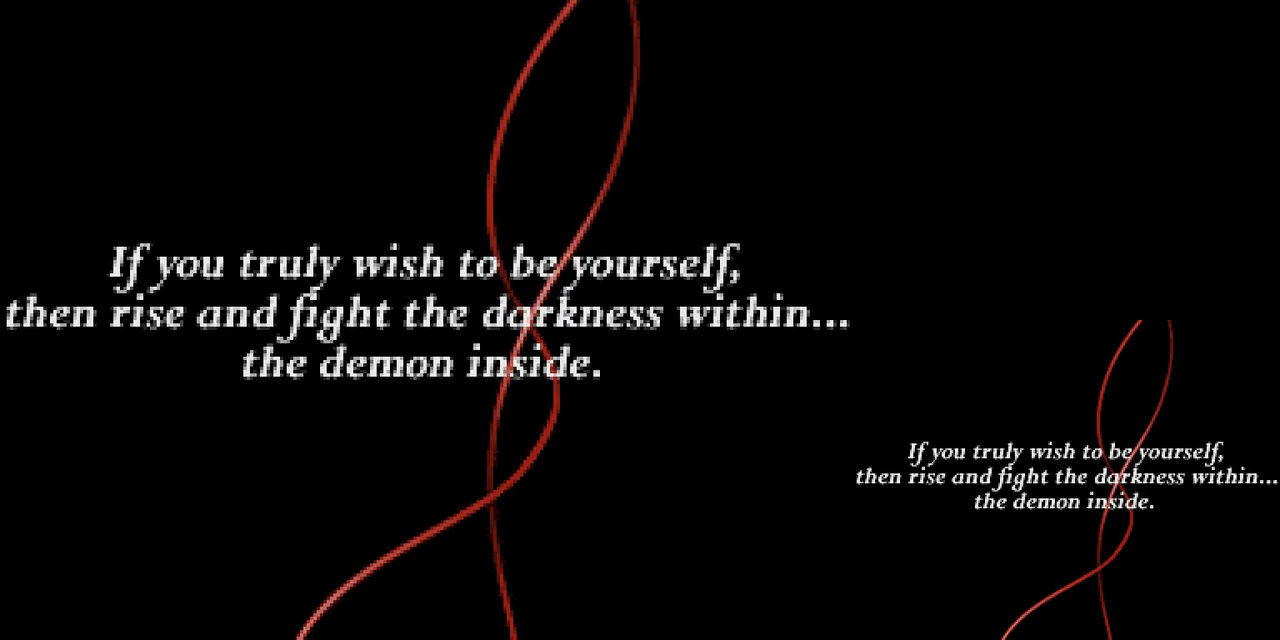 If you truly wish to be yourself,
then rise and fight the darkness within...
the demon inside.
If you truly wish to be yourself,
then rise and fight the darkness within...
the demon inside.